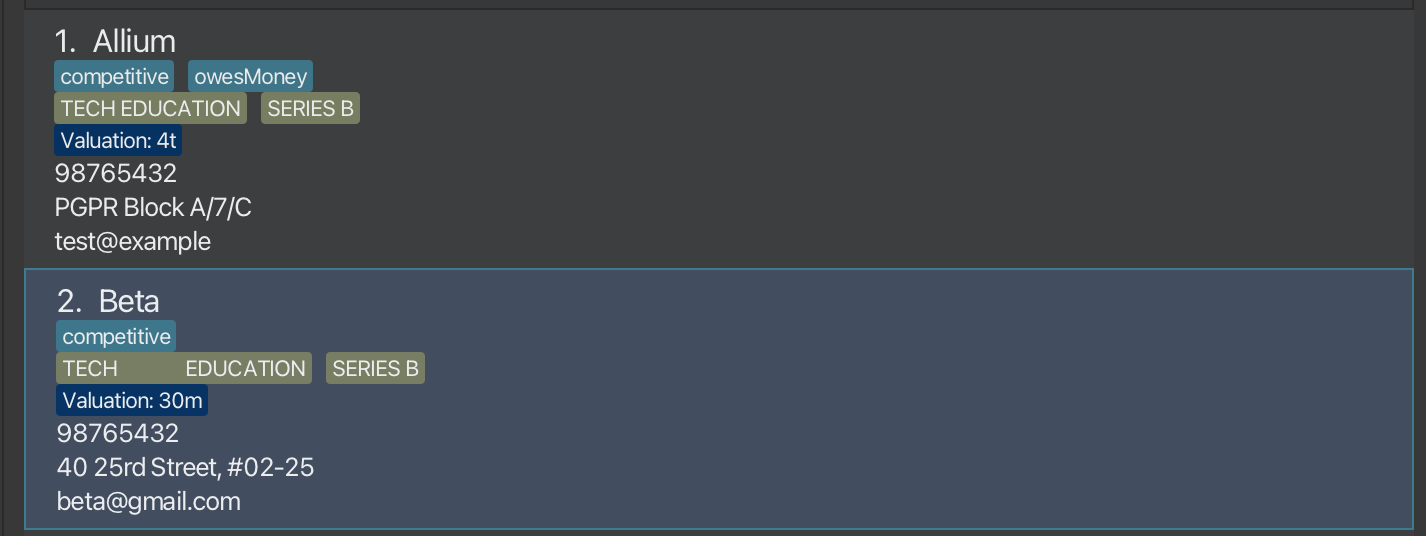 1. Allium
competitive owesMoney
TECH EDUCATION SERIES B
Valuation: 4t
98765432
PGPR Block A/7/C
test@example
2. Beta
competitive
TECH EDUCATION SERIES B
Valuation: 30m
98765432
40 25rd Street, #02-25
beta@gmail.com